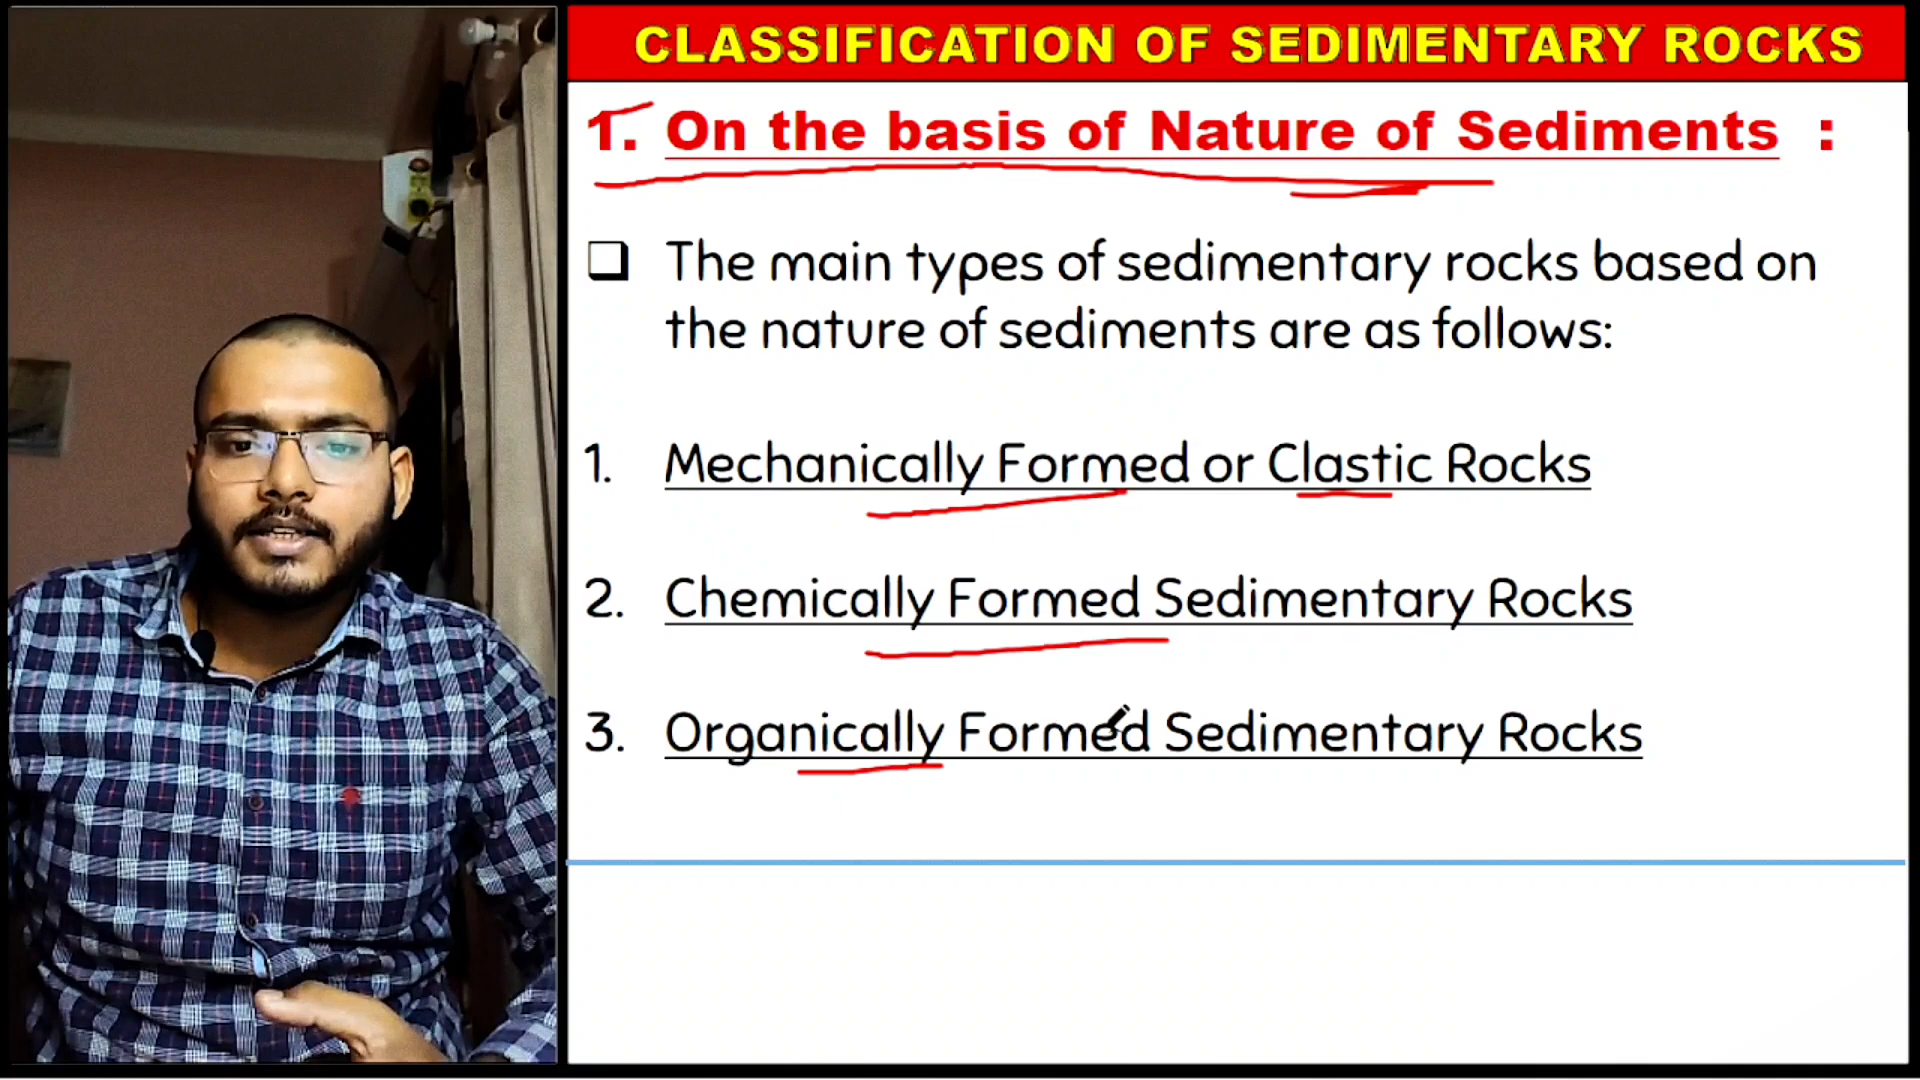 CLASSIFICATION OF SEDIMENTARY ROCKS
1. On the basis of Nature of Sediments :
❑ The main types of sedimentary rocks based on
the nature of sediments are as follows:
1. Mechanically Formed or Clastic Rocks
2. Chemically Formed Sedimentary Rocks
3. Organically Formed Sedimentary Rocks